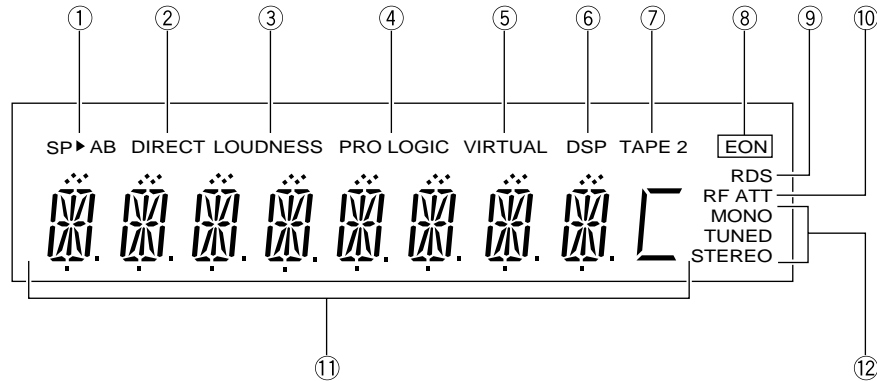 ① ② ③ ④ ⑤ ⑥ ⑦ ⑧ ⑨ ⑩
SP▶AB DIRECT LOUDNESS PRO LOGIC VIRTUAL DSP TAPE 2 EON
RDS
RF ATT
MONO
TUNED
STEREO
⑪ ⑫